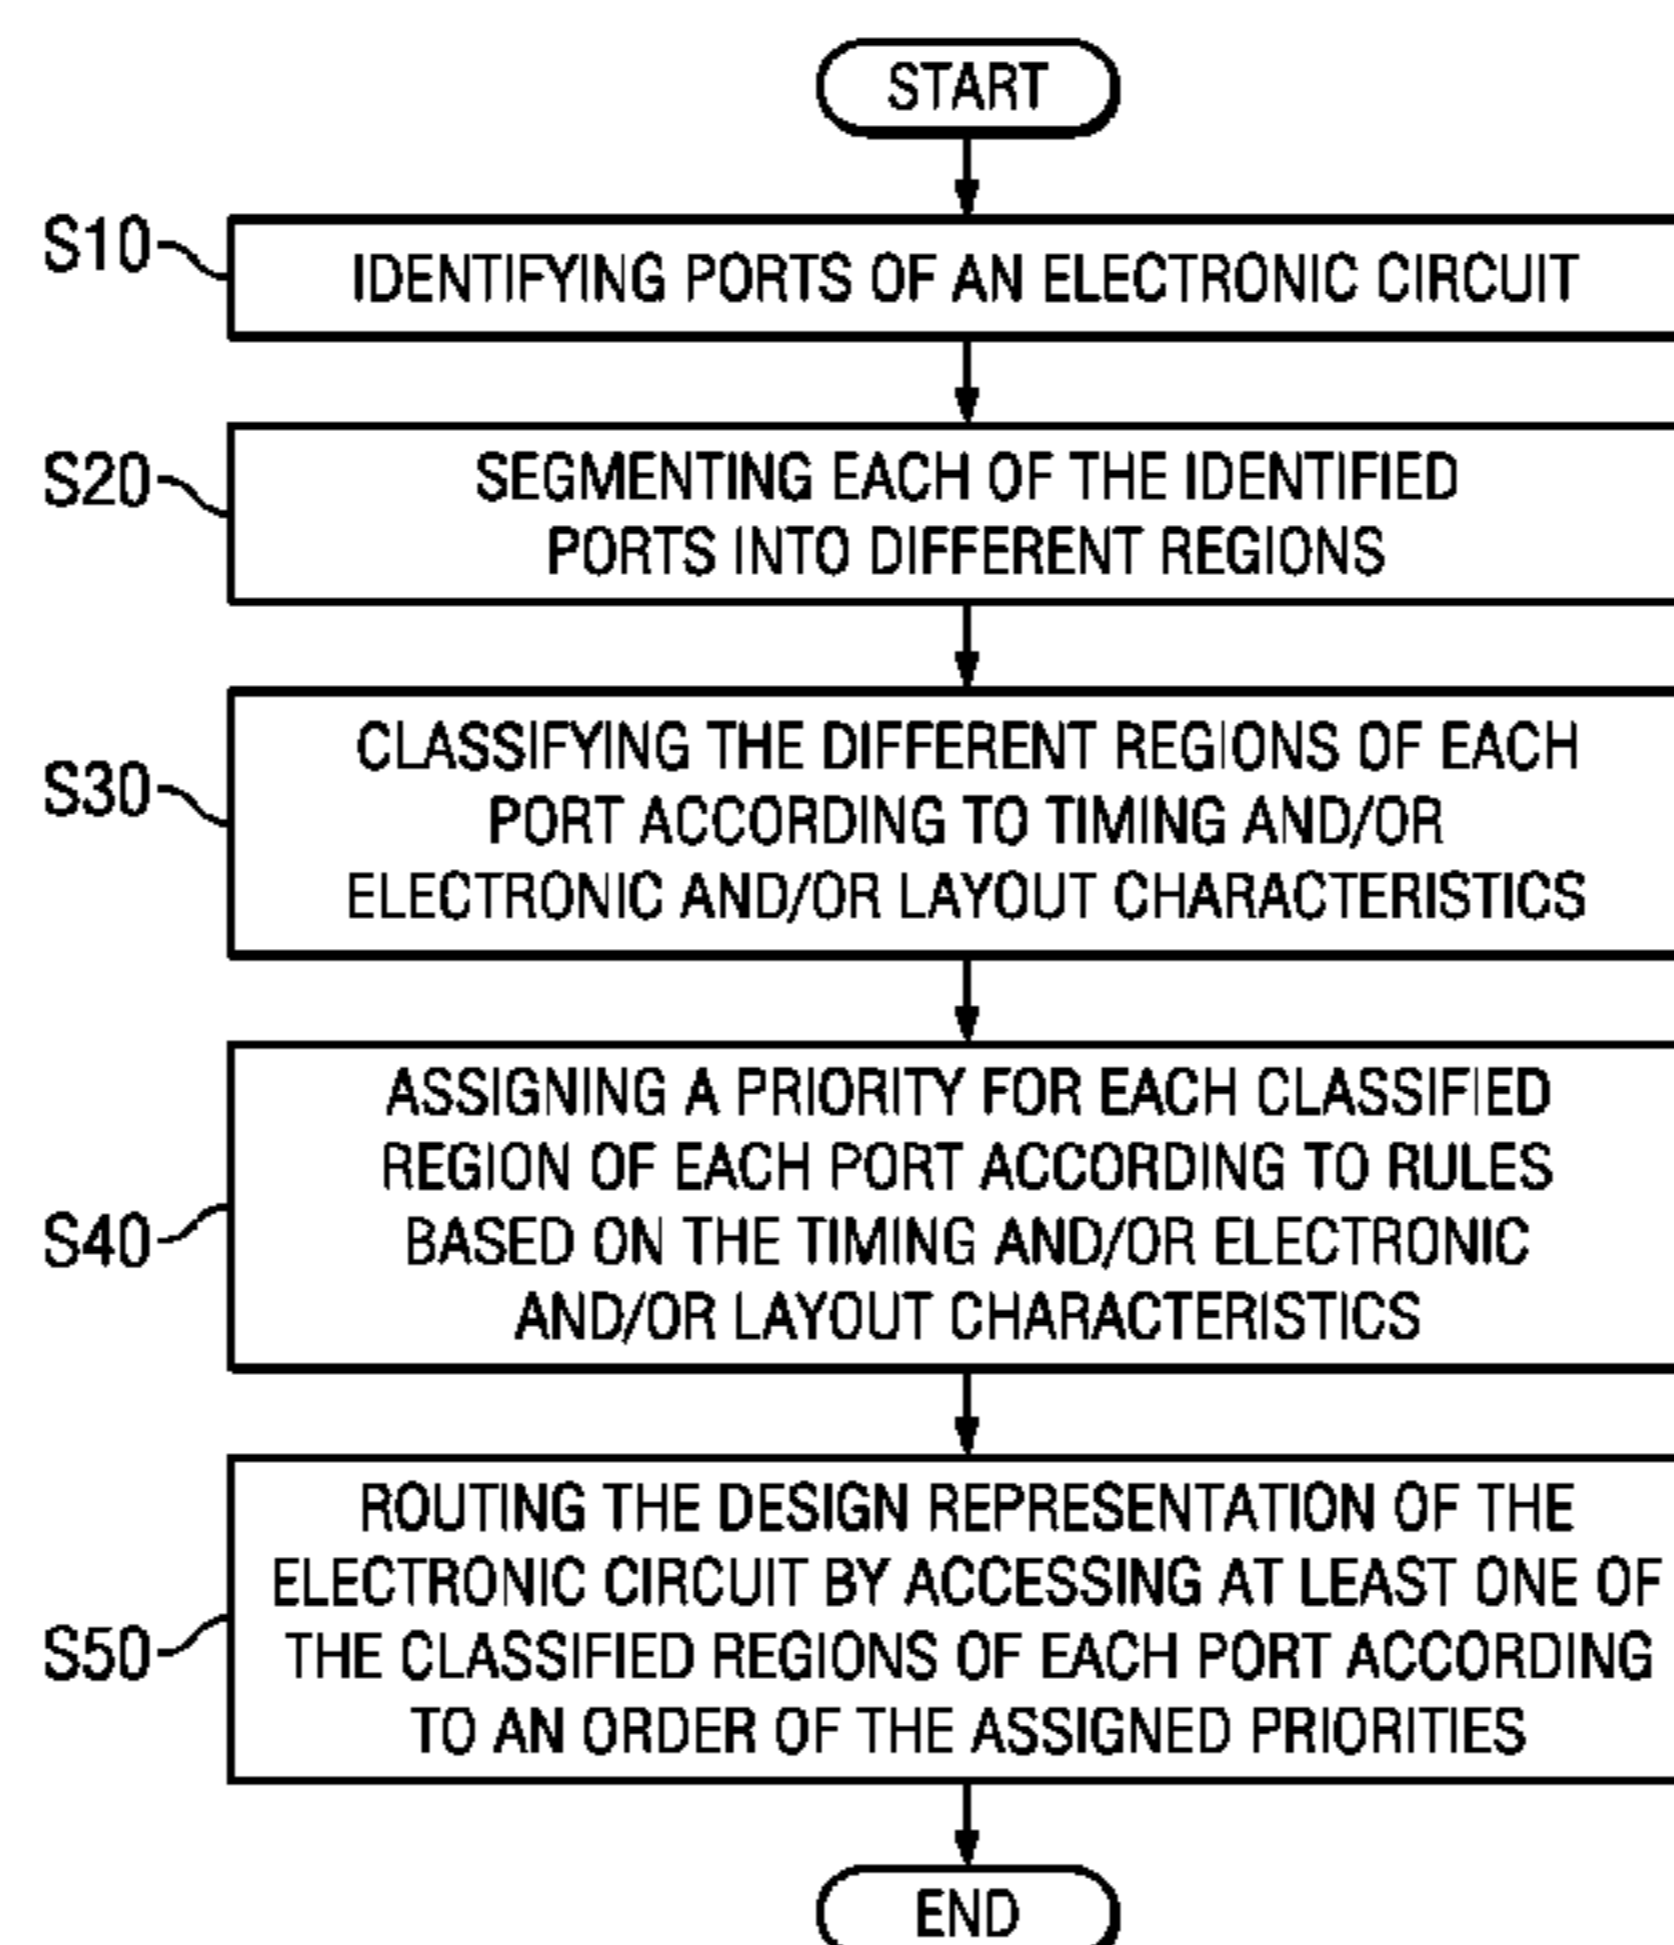 START
S10
IDENTIFYING PORTS OF AN ELECTRONIC CIRCUIT
S20
SEGMENTING EACH OF THE IDENTIFIED
PORTS INTO DIFFERENT REGIONS
S30
CLASSIFYING THE DIFFERENT REGIONS OF EACH
PORT ACCORDING TO TIMING AND/OR
ELECTRONIC AND/OR LAYOUT CHARACTERISTICS
S40
ASSIGNING A PRIORITY FOR EACH CLASSIFIED
REGION OF EACH PORT ACCORDING TO RULES
BASED ON THE TIMING AND/OR ELECTRONIC
AND/OR LAYOUT CHARACTERISTICS
S50
ROUTING THE DESIGN REPRESENTATION OF THE
ELECTRONIC CIRCUIT BY ACCESSING AT LEAST ONE OF
THE CLASSIFIED REGIONS OF EACH PORT ACCORDING
TO AN ORDER OF THE ASSIGNED PRIORITIES
END